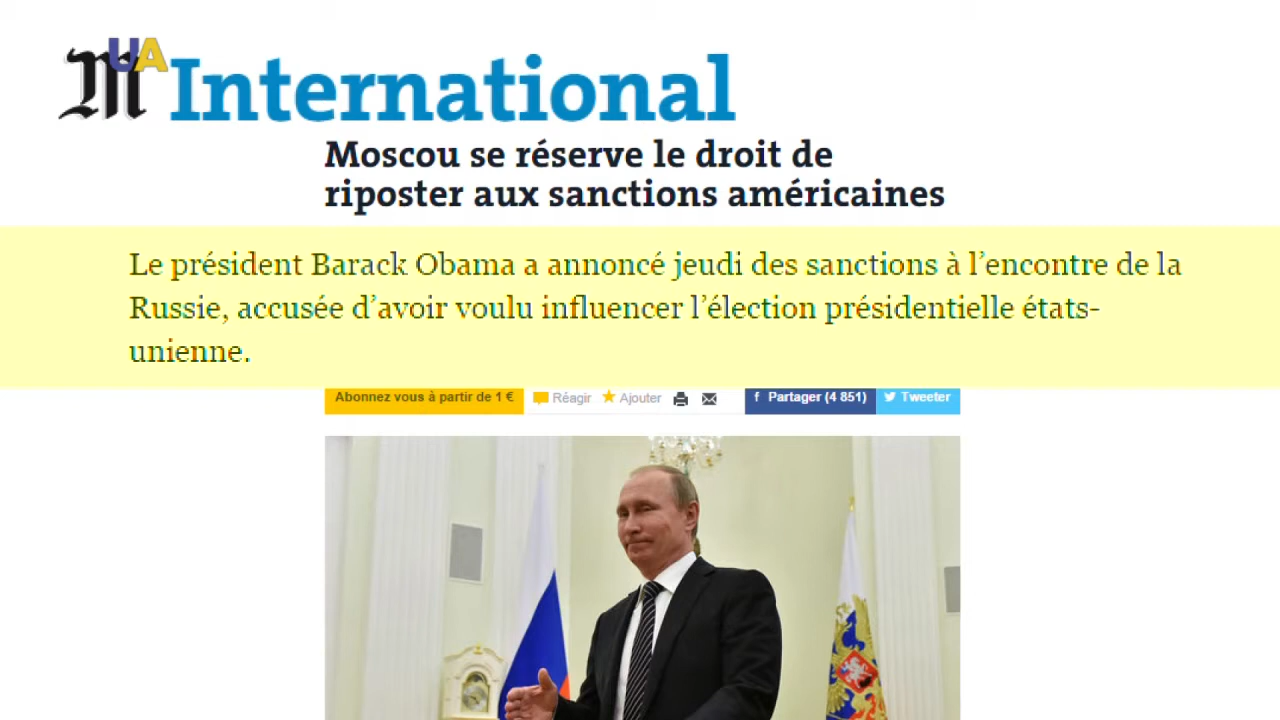 UA
M International
Moscou se réserve le droit de
riposter aux sanctions américaines
Le président Barack Obama a annoncé jeudi des sanctions à l’encontre de la
Russie, accusée d’avoir voulu influencer l’élection présidentielle états-
unienne.
Abonnez vous à partir de 1 € Réagir Ajouter f Partager (4 851) Tweeter